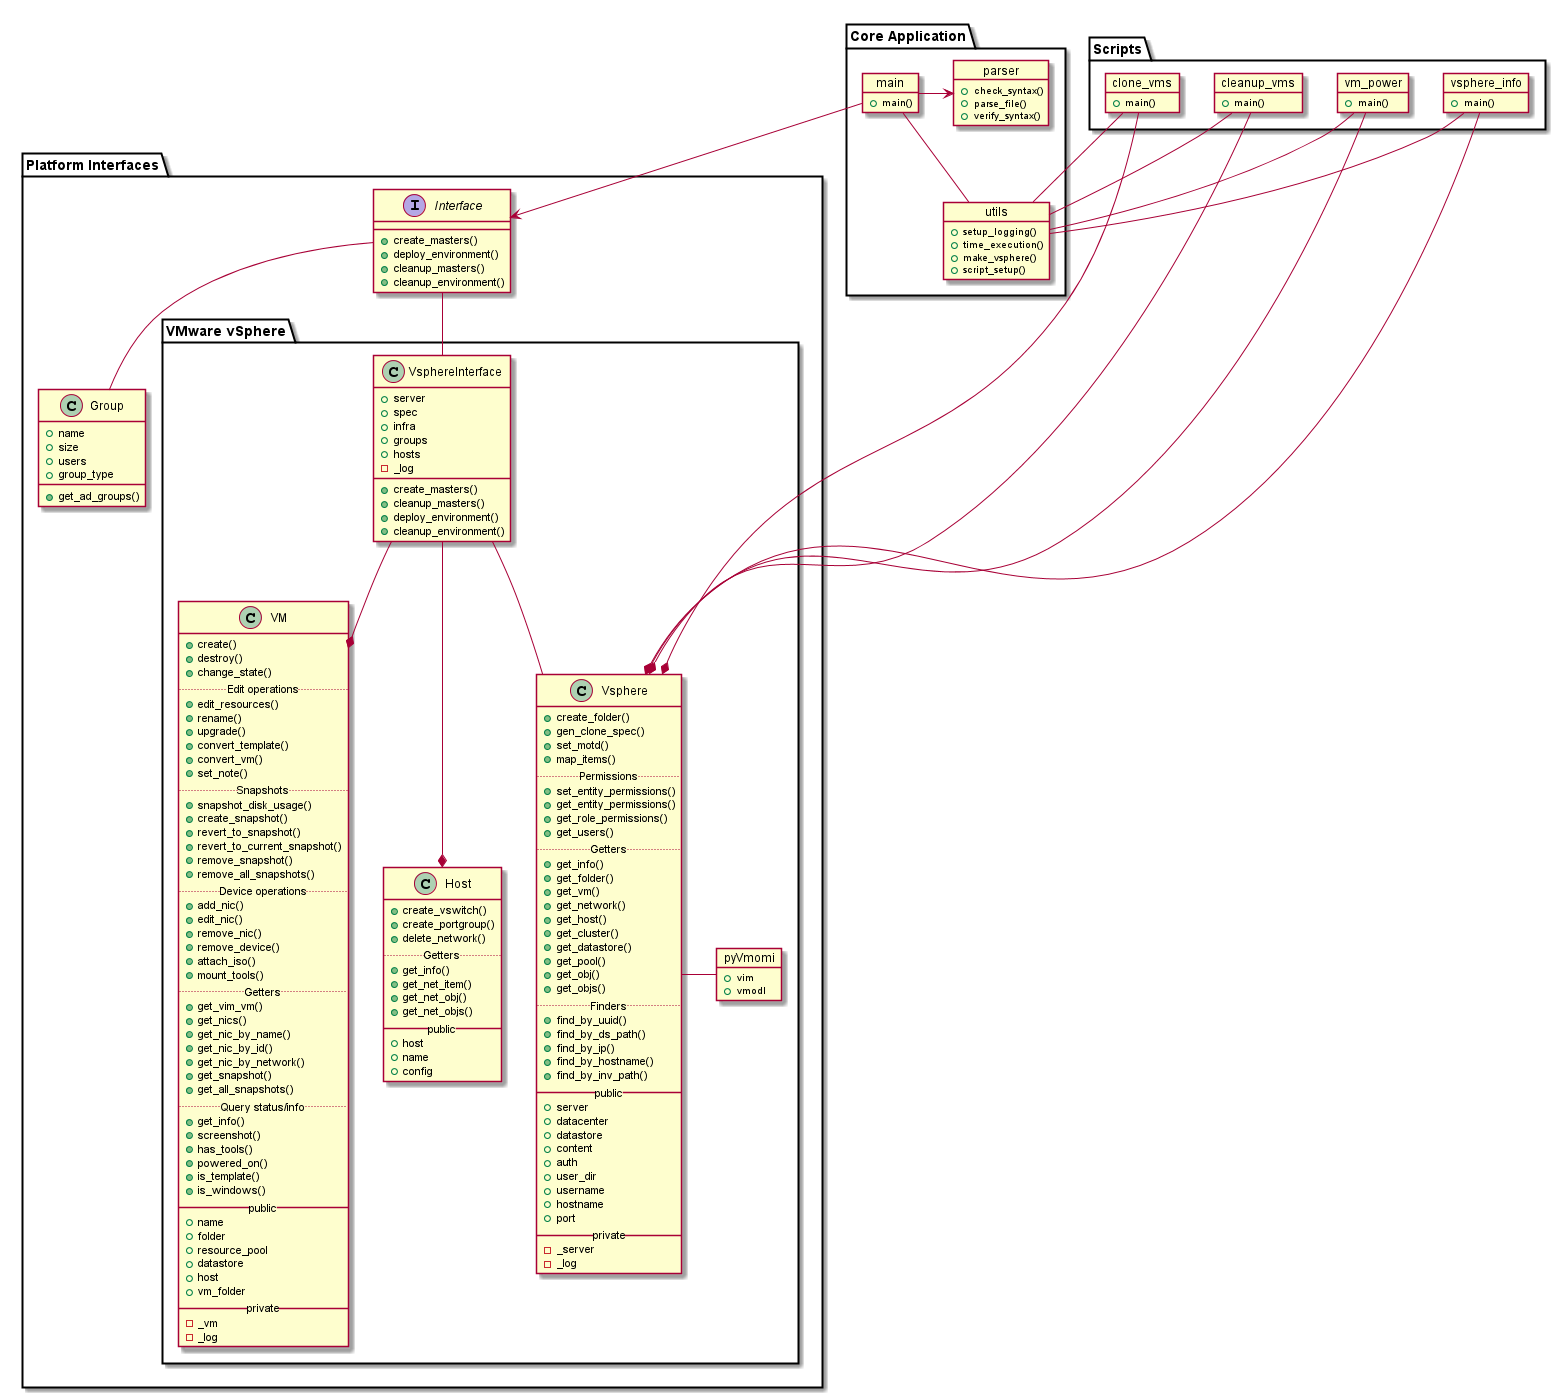 Core Application
main
main()
parser
check_syntax()
parse_file()
verify_syntax()
utils
setup_logging()
time_execution()
make_vsphere()
script_setup()
Scripts
clone_vms
main()
cleanup_vms
main()
vm_power
main()
vsphere_info
main()
Platform Interfaces
I
Interface
create_masters()
deploy_environment()
cleanup_masters()
cleanup_environment()
C
Group
name
size
users
group_type
get_ad_groups()
VMware vSphere
C
VsphereInterface
server
spec
infra
groups
hosts
_log
create_masters()
cleanup_masters()
deploy_environment()
cleanup_environment()
C
VM
create()
destroy()
change_state()
Edit operations
edit_resources()
rename()
upgrade()
convert_template()
convert_vm()
set_note()
Snapshots
snapshot_disk_usage()
create_snapshot()
revert_to_snapshot()
revert_to_current_snapshot()
remove_snapshot()
remove_all_snapshots()
Device operations
add_nic()
edit_nic()
remove_nic()
remove_device()
attach_iso()
mount_tools()
Getters
get_vim_vm()
get_nics()
get_nic_by_name()
get_nic_by_id()
get_nic_by_network()
get_snapshot()
get_all_snapshots()
Query status/info
get_info()
screenshot()
has_tools()
powered_on()
is_template()
is_windows()
public
name
folder
resource_pool
datastore
host
vm_folder
private
_vm
_log
C
Host
create_vswitch()
create_portgroup()
delete_network()
Getters
get_info()
get_net_item()
get_net_obj()
get_net_objs()
public
host
name
config
C
Vsphere
create_folder()
gen_clone_spec()
set_motd()
map_items()
Permissions
set_entity_permissions()
get_entity_permissions()
get_role_permissions()
get_users()
Getters
get_info()
get_folder()
get_vm()
get_network()
get_host()
get_cluster()
get_datastore()
get_pool()
get_obj()
get_objs()
Finders
find_by_uuid()
find_by_ds_path()
find_by_ip()
find_by_hostname()
find_by_inv_path()
public
server
datacenter
datastore
content
auth
user_dir
username
hostname
port
private
_server
_log
pyVmomi
vim
vmodl